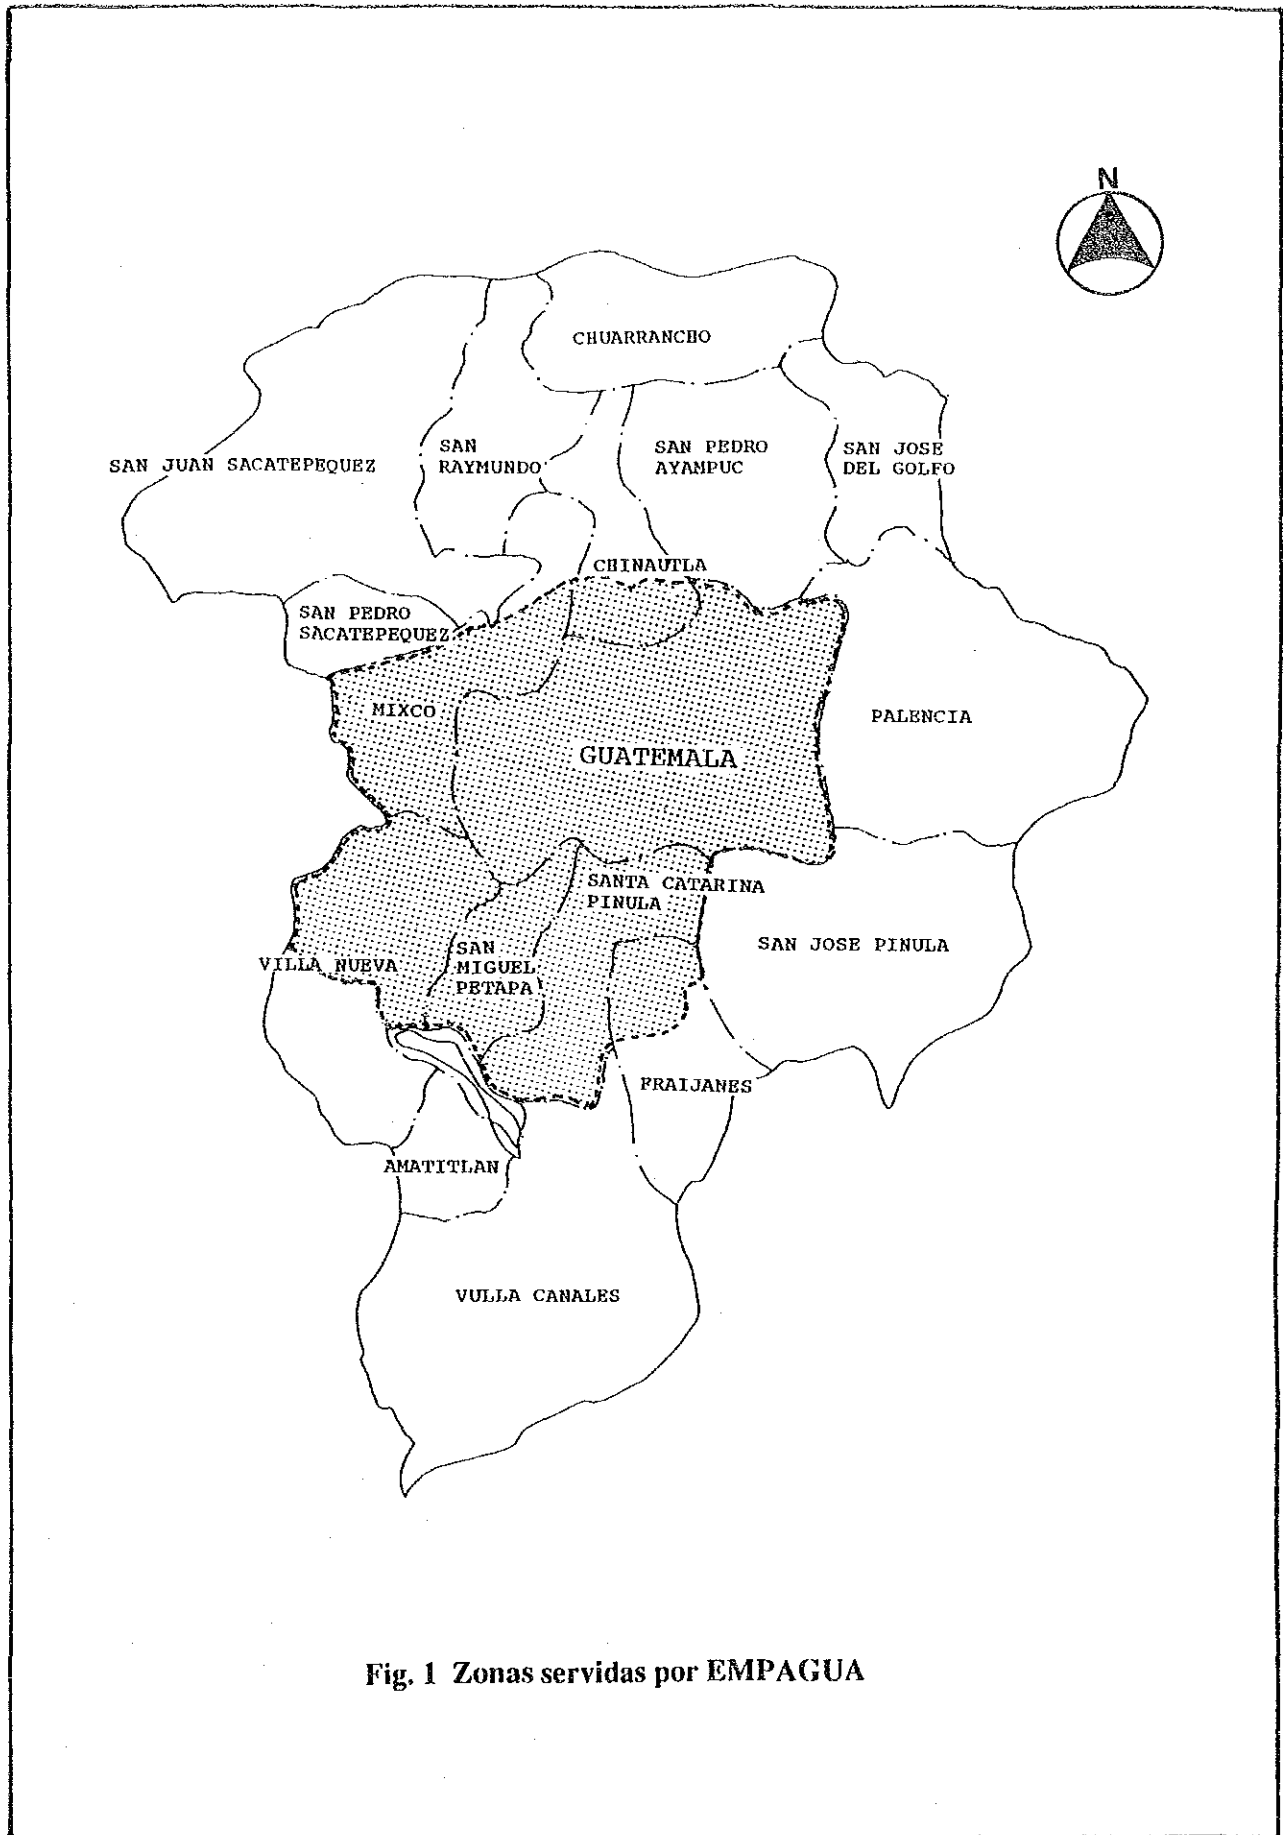 N
CHUARRANCHO
SAN JUAN SACATEPEQUEZ
SAN
RAYMUNDO
SAN PEDRO
AYAMPUC
SAN JOSE
DEL GOLFO
CHINAUTLA
SAN PEDRO
SACATEPEQUEZ
MIXCO
PALENCIA
GUATEMALA
SANTA CATARINA
PINULA
SAN JOSE PINULA
VILLA NUEVA
SAN
MIGUEL
PETAPA
FRAIJANES
AMATITLAN
VULLA CANALES
Fig. 1 Zonas servidas por EMPAGUA